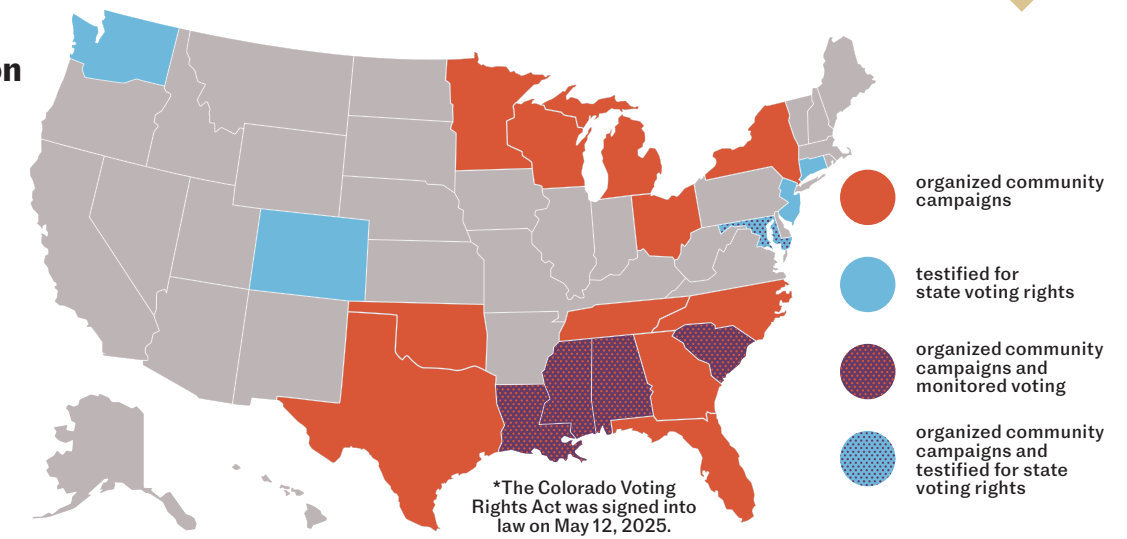 on
organized community
campaigns
testified for
state voting rights
organized community
campaigns and
monitored voting
organized community
campaigns and
testified for state
voting rights
*The Colorado Voting
Rights Act was signed into
law on May 12, 2025.